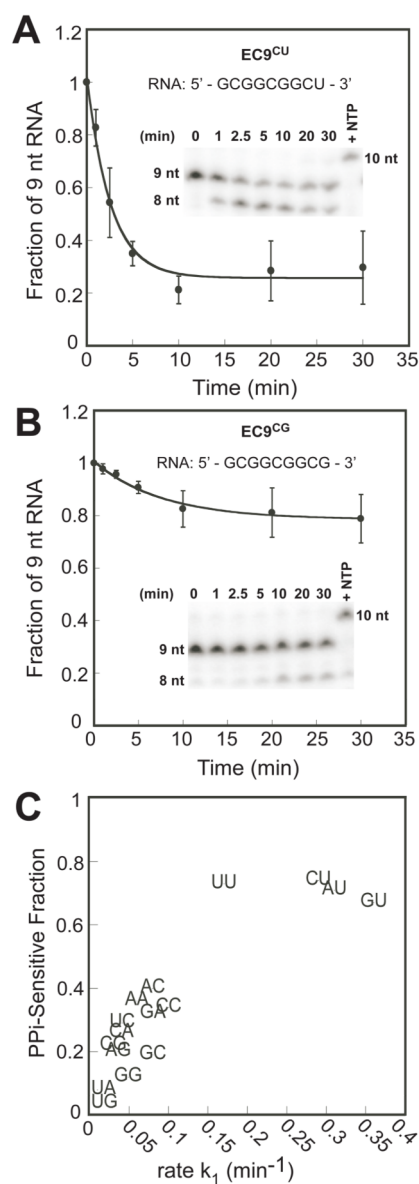 A
EC9CU
RNA: 5' - GCGGCGGCU - 3'
(min) 0 1 2.5 5 10 20 30 + NTP
10 nt
9 nt
8 nt
Fraction of 9 nt RNA
1.2
1
0.8
0.6
0.4
0.2
0
0 5 10 15 20 25 30 35
Time (min)
B
EC9CG
RNA: 5' - GCGGCGGCG - 3'
(min) 0 1 2.5 5 10 20 30 + NTP
10 nt
9 nt
8 nt
Fraction of 9 nt RNA
1.2
1
0.8
0.6
0.4
0.2
0
0 5 10 15 20 25 30 35
Time (min)
C
PPi-Sensitive Fraction
1
0.8
0.6
0.4
0.2
0
UU CU
AU
GU
AC
AA CC
GA
UC
CA
CG
AG GC
GG
UA
UG
0 0.05 0.1 0.15 0.2 0.25 0.3 0.35 0.4
rate k1 (min-1)